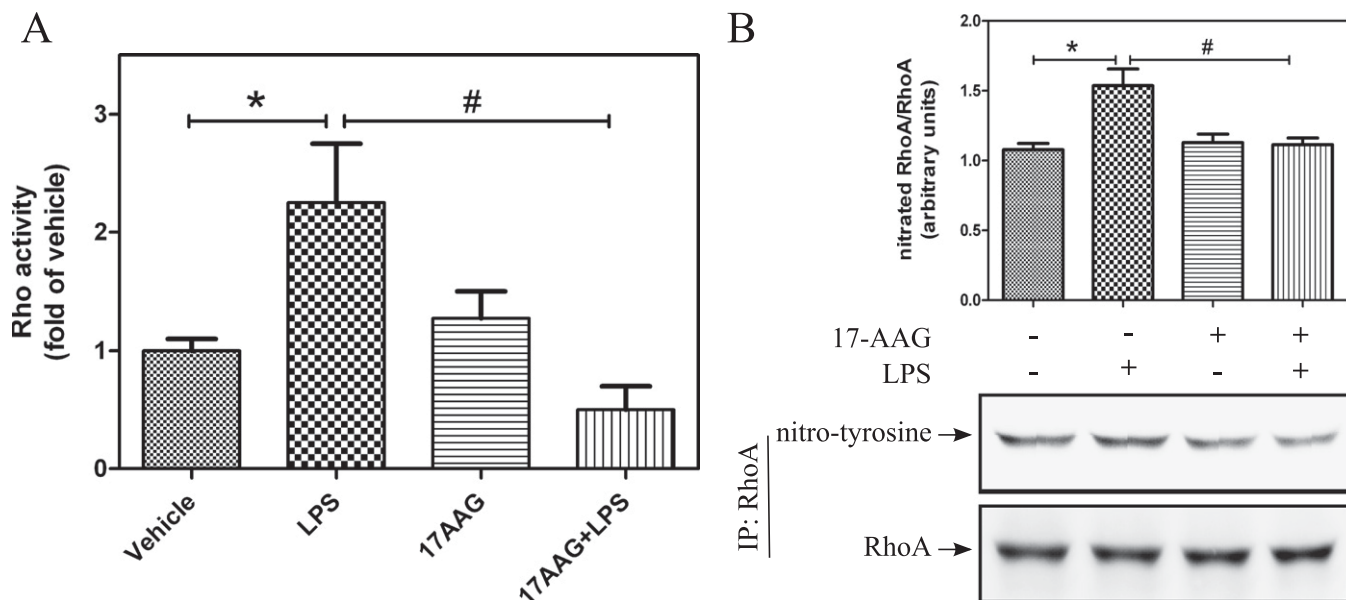 A
Rho activity
(fold of vehicle)
3
2
1
0
*
#
Vehicle
LPS
17AAG
17AAG+LPS
B
nitrated RhoA/RhoA
(arbitrary units)
2.0
1.5
1.0
0.5
0.0
*
#
17-AAG - - + +
LPS - + - +
IP: RhoA
nitro-tyrosine
RhoA